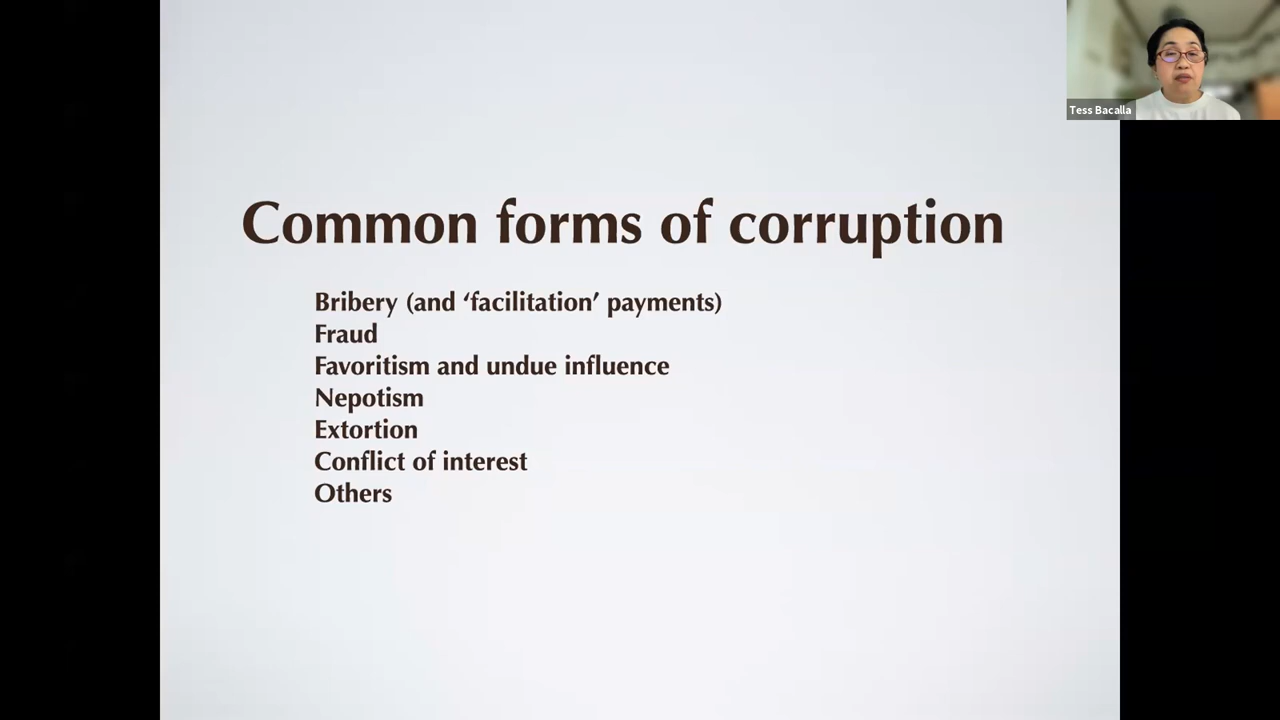 Tess Bacalla
Common forms of corruption
Bribery (and ‘facilitation’ payments)
Fraud
Favoritism and undue influence
Nepotism
Extortion
Conflict of interest
Others